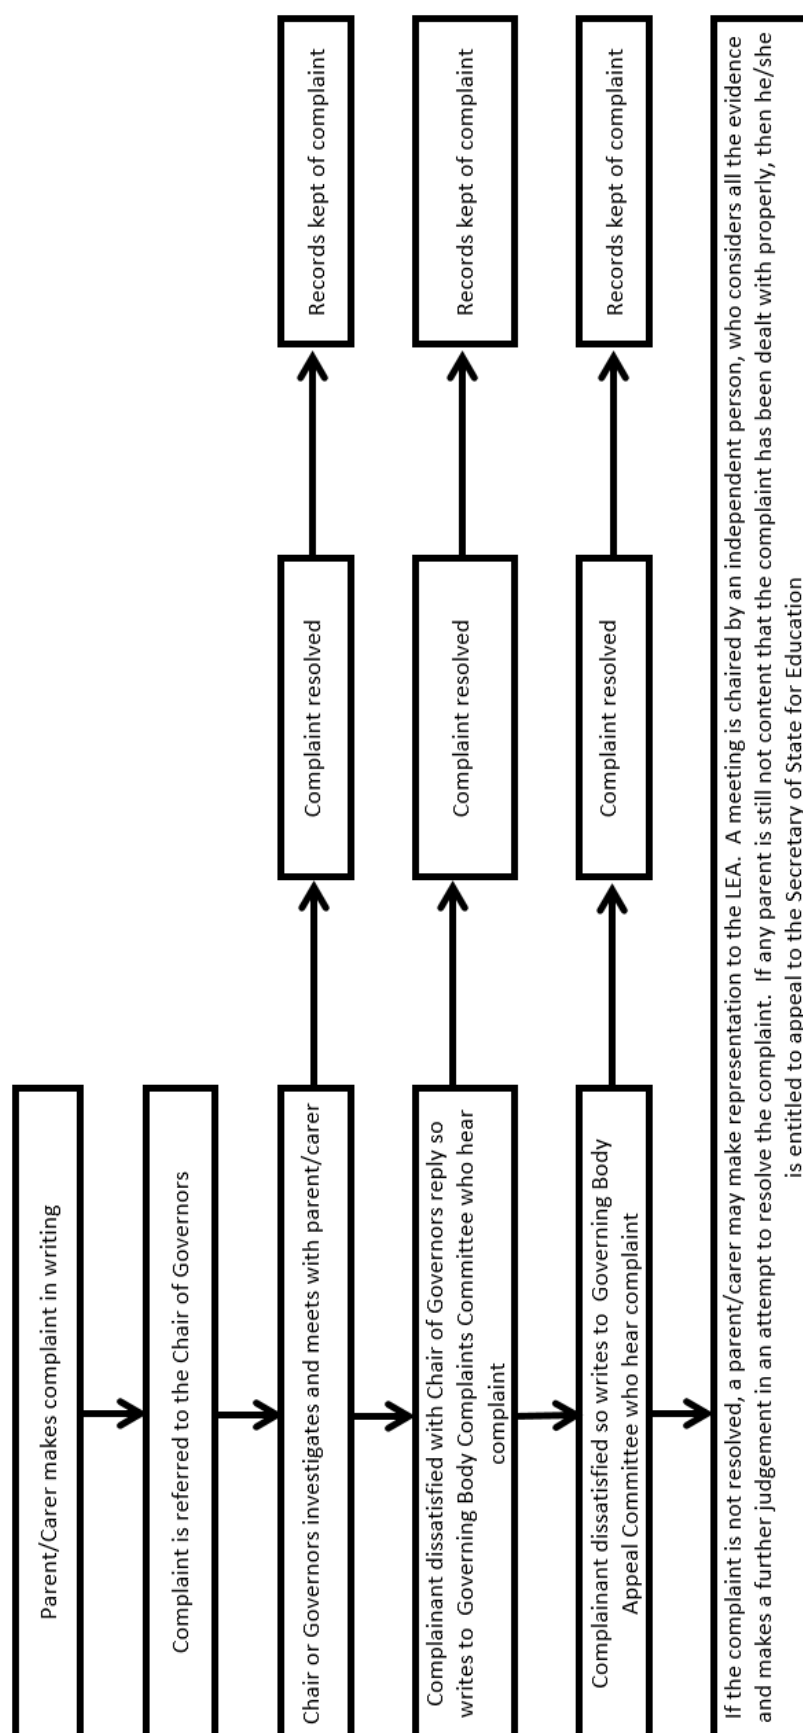 Parent/Carer makes complaint in writing
Complaint is referred to the Chair of Governors
Chair or Governors investigates and meets with parent/carer
Complaint resolved
Records kept of complaint
Complainant dissatisfied with Chair of Governors reply so
writes to  Governing Body Complaints Committee who hear
complaint
Complaint resolved
Records kept of complaint
Complainant dissatisfied so writes to  Governing Body
Appeal Committee who hear complaint
Complaint resolved
Records kept of complaint
If the complaint is not resolved, a parent/carer may make representation to the LEA.  A meeting is chaired by an independent person, who considers all the evidence
and makes a further judgement in an attempt to resolve the complaint.  If any parent is still not content that the complaint has been dealt with properly, then he/she
is entitled to appeal to the Secretary of State for Education